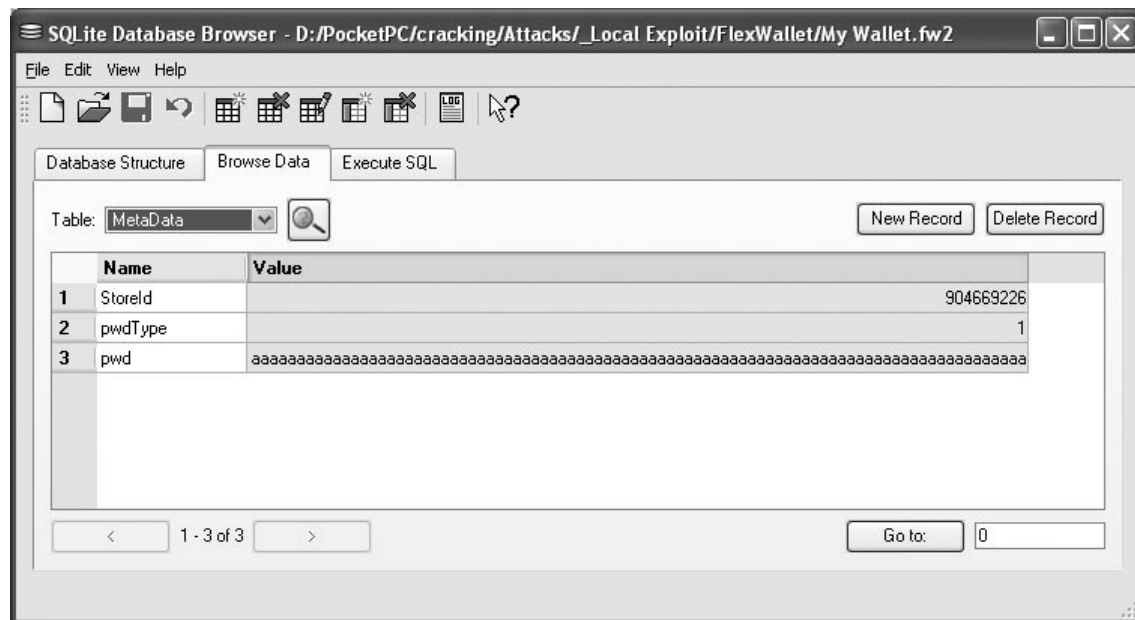 SQLite Database Browser - D:/PocketPC/cracking/Attacks/_Local Exploit/FlexWallet/My Wallet.fw2
File Edit View Help
LOG
Database Structure Browse Data Execute SQL
Table: MetaData New Record Delete Record
Name Value
1 StoreId 904669226
2 pwdType 1
3 pwd
< 1 - 3 of 3 > Go to: 0